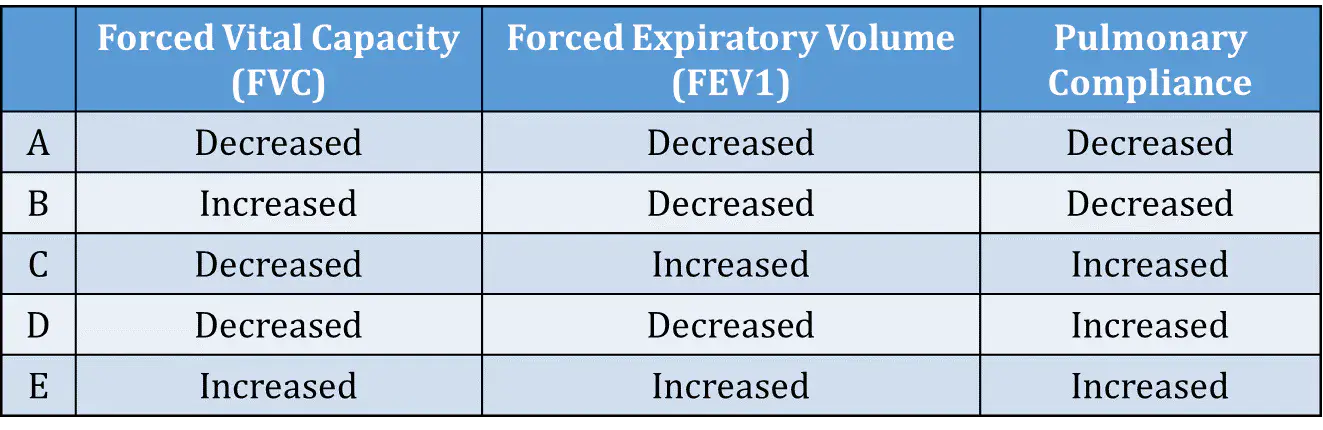 Forced Vital Capacity (FVC) Forced Expiratory Volume (FEV1) Pulmonary Compliance
A Decreased Decreased Decreased
B Increased Decreased Decreased
C Decreased Increased Increased
D Decreased Decreased Increased
E Increased Increased Increased